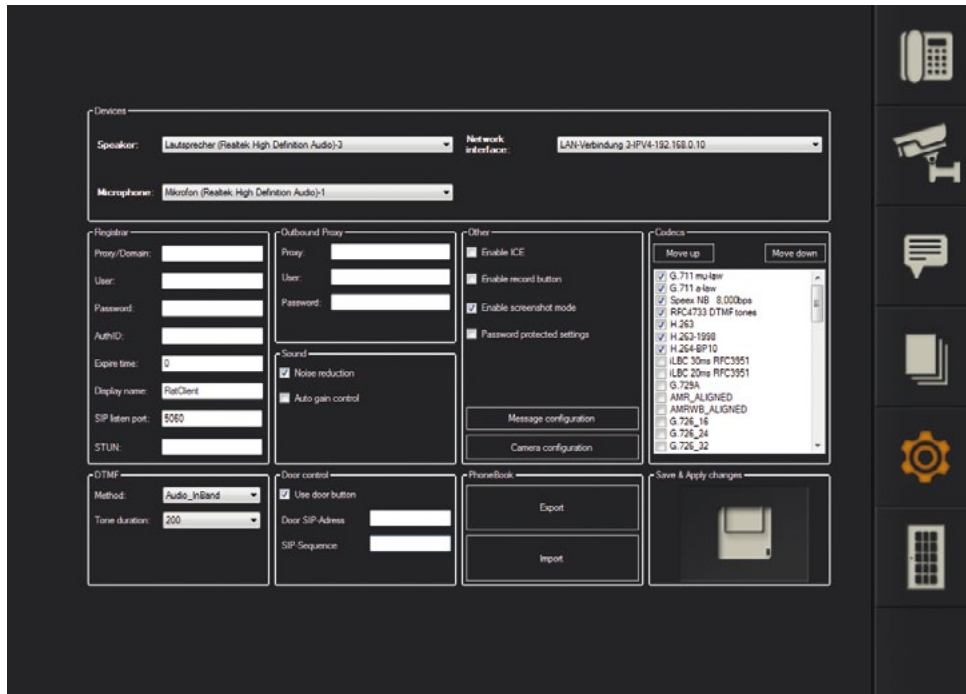 Devices
Speaker: Lautsprecher (Realtek High Definition Audio)-3
Network interface: LAN-Verbindung 3-IPV4-192.168.0.10
Microphone: Mikrofon (Realtek High Definition Audio)-1
Registrar
Proxy/Domain:
User:
Password:
AuthID:
Expire time: 0
Display name: FlatClient
SIP listen port: 5060
STUN:
Outbound Proxy
Proxy:
User:
Password:
Sound
Noise reduction
Auto gain control
Other
Enable ICE
Enable record button
Enable screenshot mode
Password protected settings
Message configuration
Camera configuration
Codecs
Move up Move down
G.711 mu-law
G.711 a-law
Speex NB 8,000bps
RFC4733 DTMF tones
H.263
H.263-1998
H.264-BP10
iLBC 30ms RFC3951
iLBC 20ms RFC3951
G.729A
AMR_ALIGNED
AMRWB_ALIGNED
G.726_16
G.726_24
G.726_32
DTMF
Method: Audio_InBand
Tone duration: 200
Door control
Use door button
Door SIP-Adress
SIP-Sequence
PhoneBook
Export
Import
Save & Apply changes